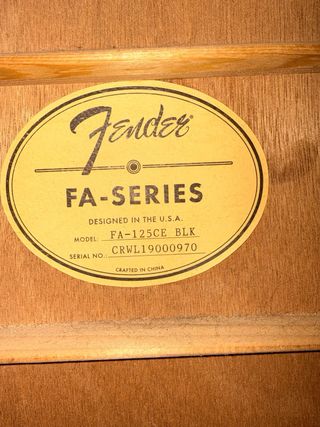 Fender
FA-SERIES
DESIGNED IN THE U.S.A.
MODEL: FA-125CE BLK
SERIAL NO.: CRWL19000970
CRAFTED IN CHINA